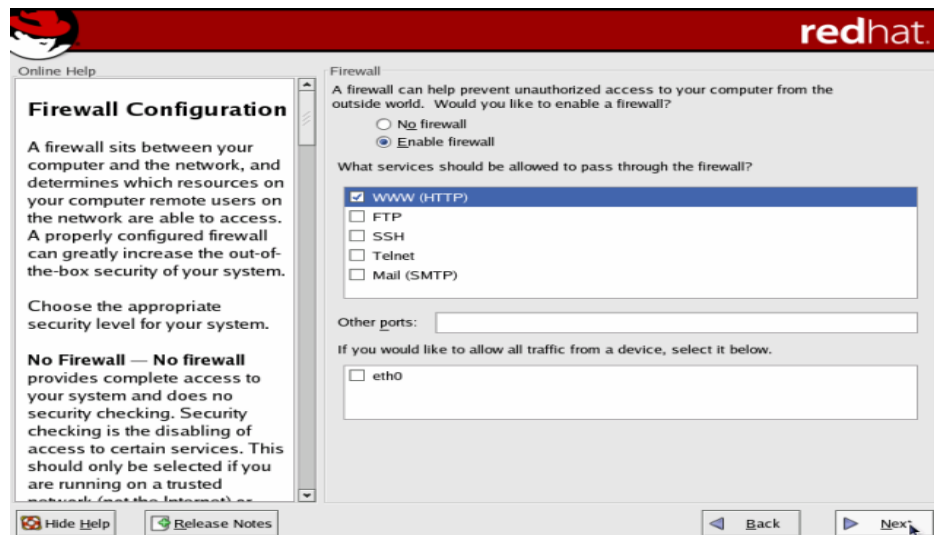 redhat.
Online Help
Firewall Configuration
A firewall sits between your
computer and the network, and
determines which resources on
your computer remote users on
the network are able to access.
A properly configured firewall
can greatly increase the out-of-
the-box security of your system.
Choose the appropriate
security level for your system.
No Firewall — No firewall
provides complete access to
your system and does no
security checking. Security
checking is the disabling of
access to certain services. This
should only be selected if you
are running on a trusted
network (not the Internet) or
Firewall
A firewall can help prevent unauthorized access to your computer from the
outside world. Would you like to enable a firewall?
No firewall
Enable firewall
What services should be allowed to pass through the firewall?
WWW (HTTP)
FTP
SSH
Telnet
Mail (SMTP)
Other ports:
If you would like to allow all traffic from a device, select it below.
eth0
Hide Help
Release Notes
Back
Next